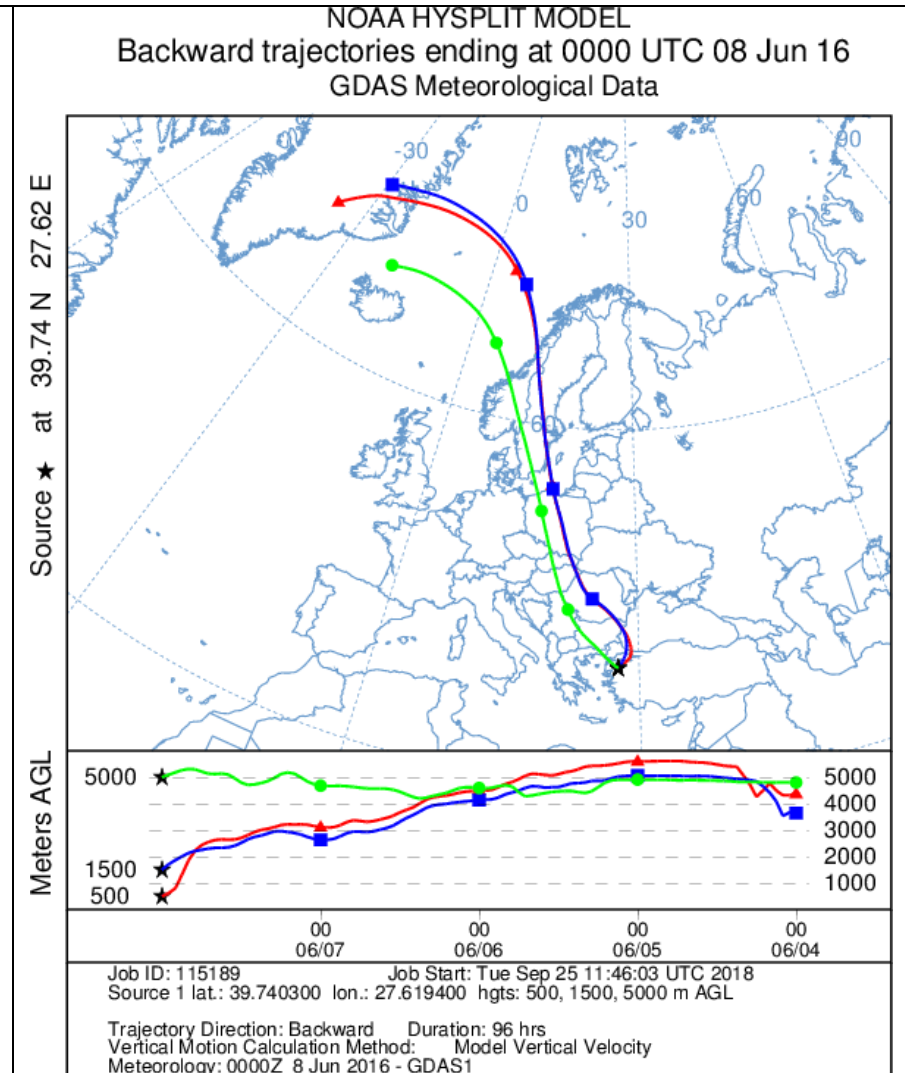 NOAA HYSPLIT MODEL
Backward trajectories ending at 0000 UTC 08 Jun 16
GDAS Meteorological Data
Source ★ at 39.74 N 27.62 E
-30
0
30
60
90
60
Meters AGL
5000
1500
500
5000
4000
3000
2000
1000
00 00 00 00
06/07 06/06 06/05 06/04
Job ID: 115189 Job Start: Tue Sep 25 11:46:03 UTC 2018
Source 1 lat.: 39.740300 lon.: 27.619400 hgts: 500, 1500, 5000 m AGL
Trajectory Direction: Backward Duration: 96 hrs
Vertical Motion Calculation Method: Model Vertical Velocity
Meteorology: 0000Z 8 Jun 2016 - GDAS1